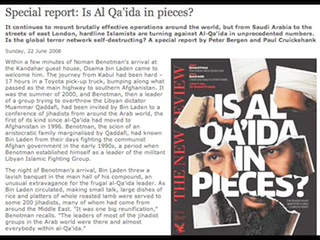 Special report: Is Al Qa'ida in pieces?
It continues to mount brutally effective operations around the world, but from Saudi Arabia to the
streets of east London, hardline Islamists are turning against Al-Qa'ida in unprecedented numbers.
Is the global terror network self-destructing? A special report by Peter Bergen and Paul Cruickshank
Sunday, 22 June 2008
Within a few minutes of Noman Benotman's arrival at
the Kandahar guest house, Osama bin Laden came to
welcome him. The journey from Kabul had been hard –
17 hours in a Toyota pick-up truck, bumping along what
passed as the main highway to southern Afghanistan. It
was the summer of 2000, and Benotman, then a leader
of a group trying to overthrow the Libyan dictator
Muammar Qaddafi, had been invited by Bin Laden to a
conference of jihadists from around the Arab world, the
first of its kind since al-Qa'ida had moved to
Afghanistan in 1996. Benotman, the scion of an
aristocratic family marginalised by Qaddafi, had known
Bin Laden from their days fighting the communist
Afghan government in the early 1990s, a period when
Benotman established himself as a leader of the militant
Libyan Islamic Fighting Group.
The night of Benotman's arrival, Bin Laden threw a
lavish banquet in the main hall of his compound, an
unusual extravagance for the frugal al-Qa'ida leader. As
Bin Laden circulated, making small talk, large dishes of
rice and platters of whole roasted lamb were served to
some 200 jihadists, many of whom had come from
around the Middle East. "It was one big reunification,"
Benotman recalls. "The leaders of most of the jihadist
groups in the Arab world were there and almost
everybody within al-Qa'ida."
THE NEW REVIEW
IS AL
QAIDA
IN
PIECES?